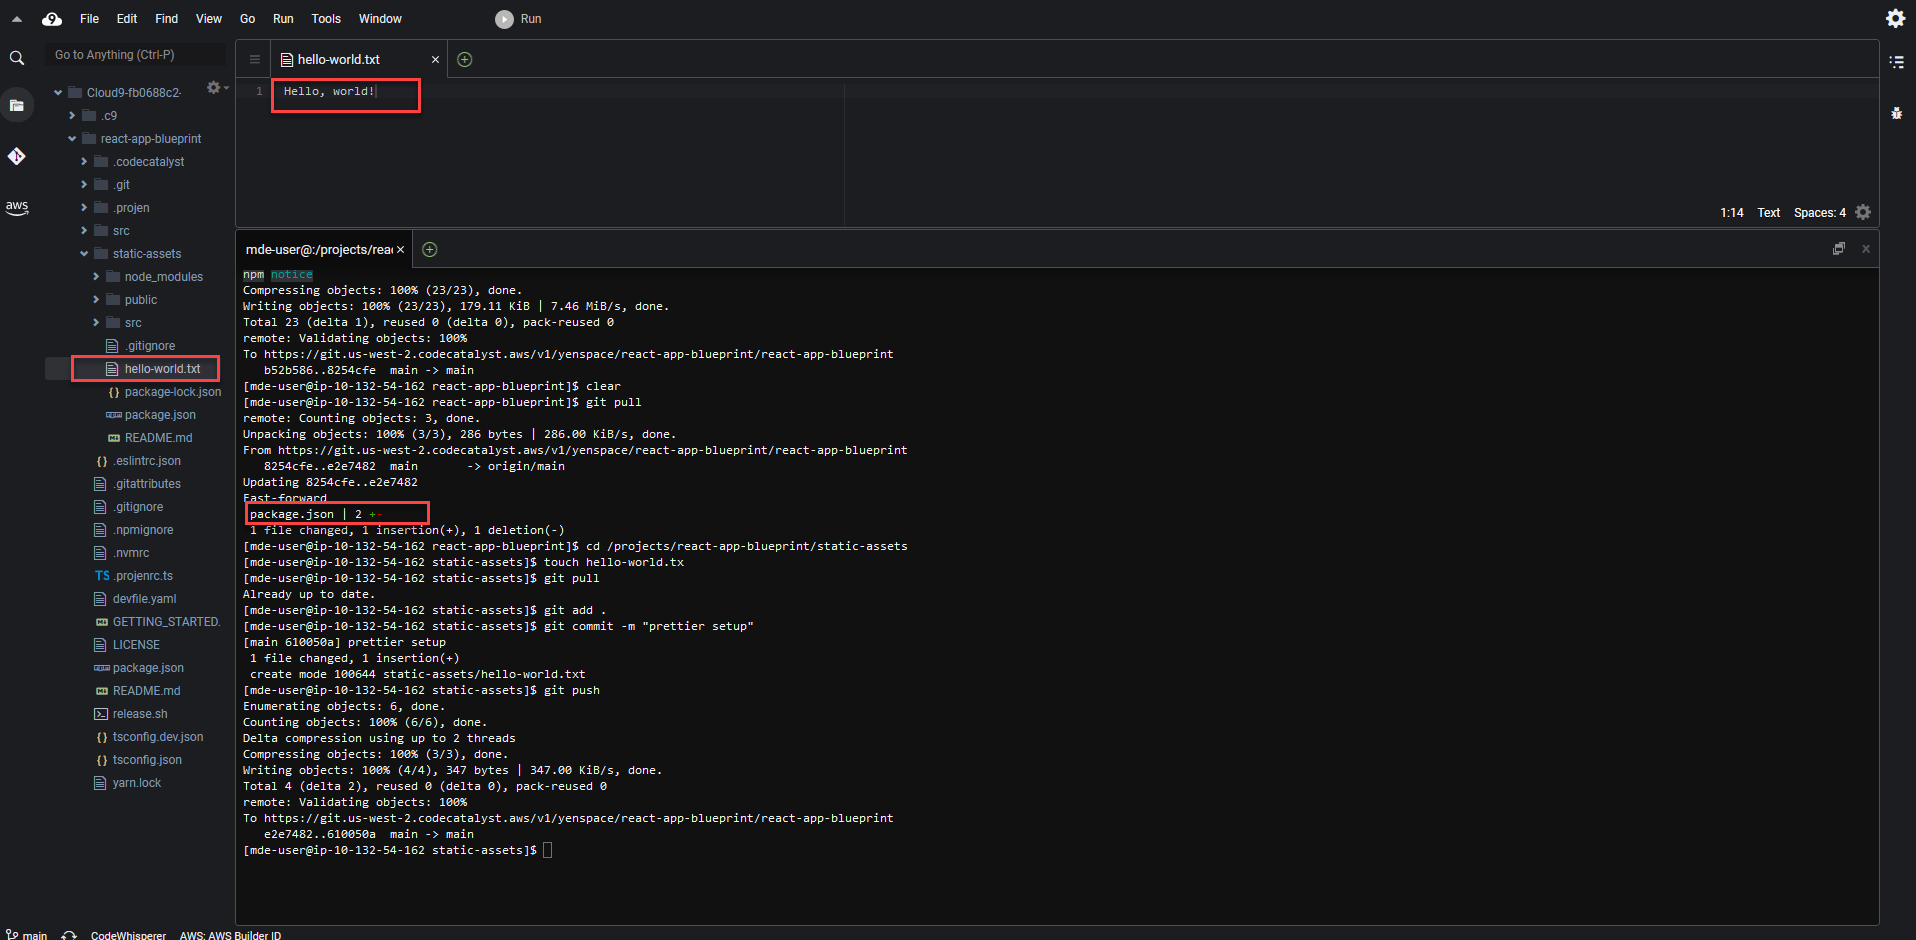 File Edit Find View Go Run Tools Window Run
Go to Anything (Ctrl-P)
Cloud9-fb0688c2-
.c9
react-app-blueprint
.codecatalyst
.git
.projen
src
static-assets
node_modules
public
src
.gitignore
hello-world.txt
package-lock.json
package.json
README.md
.eslintrc.json
.gitattributes
.gitignore
.npmignore
.nvmrc
TS .projenrc.ts
devfile.yaml
GETTING_STARTED.
LICENSE
package.json
README.md
release.sh
tsconfig.dev.json
tsconfig.json
yarn.lock
aws
hello-world.txt
1 Hello, world!
1:14 Text Spaces: 4
mde-user@:/projects/rea
npm notice
Compressing objects: 100% (23/23), done.
Writing objects: 100% (23/23), 179.11 KiB | 7.46 MiB/s, done.
Total 23 (delta 1), reused 0 (delta 0), pack-reused 0
remote: Validating objects: 100%
To https://git.us-west-2.codecatalyst.aws/v1/yenspace/react-app-blueprint/react-app-blueprint
b52b586..8254cfe main -> main
[mde-user@ip-10-132-54-162 react-app-blueprint]$ clear
[mde-user@ip-10-132-54-162 react-app-blueprint]$ git pull
remote: Counting objects: 3, done.
Unpacking objects: 100% (3/3), 286 bytes | 286.00 KiB/s, done.
From https://git.us-west-2.codecatalyst.aws/v1/yenspace/react-app-blueprint/react-app-blueprint
8254cfe..e2e7482 main -> origin/main
Updating 8254cfe..e2e7482
Fast-forward
package.json | 2 +-
1 file changed, 1 insertion(+), 1 deletion(-)
[mde-user@ip-10-132-54-162 react-app-blueprint]$ cd /projects/react-app-blueprint/static-assets
[mde-user@ip-10-132-54-162 static-assets]$ touch hello-world.tx
[mde-user@ip-10-132-54-162 static-assets]$ git pull
Already up to date.
[mde-user@ip-10-132-54-162 static-assets]$ git add .
[mde-user@ip-10-132-54-162 static-assets]$ git commit -m "prettier setup"
[main 610050a] prettier setup
1 file changed, 1 insertion(+)
create mode 100644 static-assets/hello-world.txt
[mde-user@ip-10-132-54-162 static-assets]$ git push
Enumerating objects: 6, done.
Counting objects: 100% (6/6), done.
Delta compression using up to 2 threads
Compressing objects: 100% (3/3), done.
Writing objects: 100% (4/4), 347 bytes | 347.00 KiB/s, done.
Total 4 (delta 2), reused 0 (delta 0), pack-reused 0
remote: Validating objects: 100%
To https://git.us-west-2.codecatalyst.aws/v1/yenspace/react-app-blueprint/react-app-blueprint
e2e7482..610050a main -> main
[mde-user@ip-10-132-54-162 static-assets]$
main CodeWhisperer AWS: AWS Builder ID